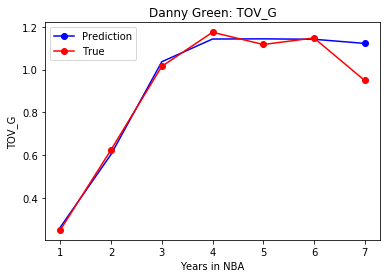 Danny Green: TOV_G
Prediction
True
TOV_G
1.2
1.0
0.8
0.6
0.4
1 2 3 4 5 6 7
Years in NBA